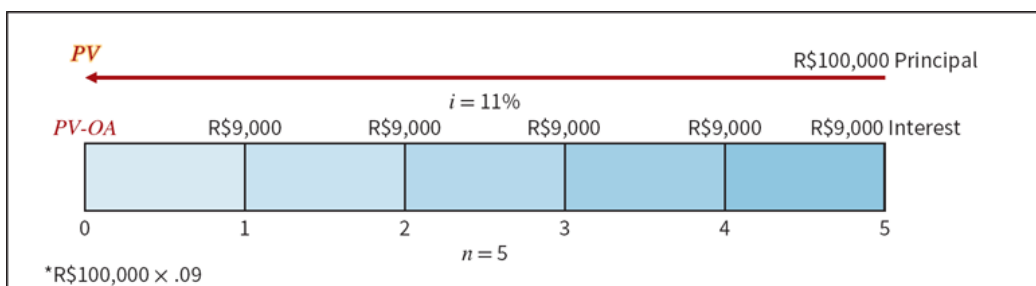 PV
R$100,000 Principal
i = 11%
PV-OA R$9,000 R$9,000 R$9,000 R$9,000 R$9,000 Interest
0 1 2 3 4 5
n = 5
*R$100,000 × .09